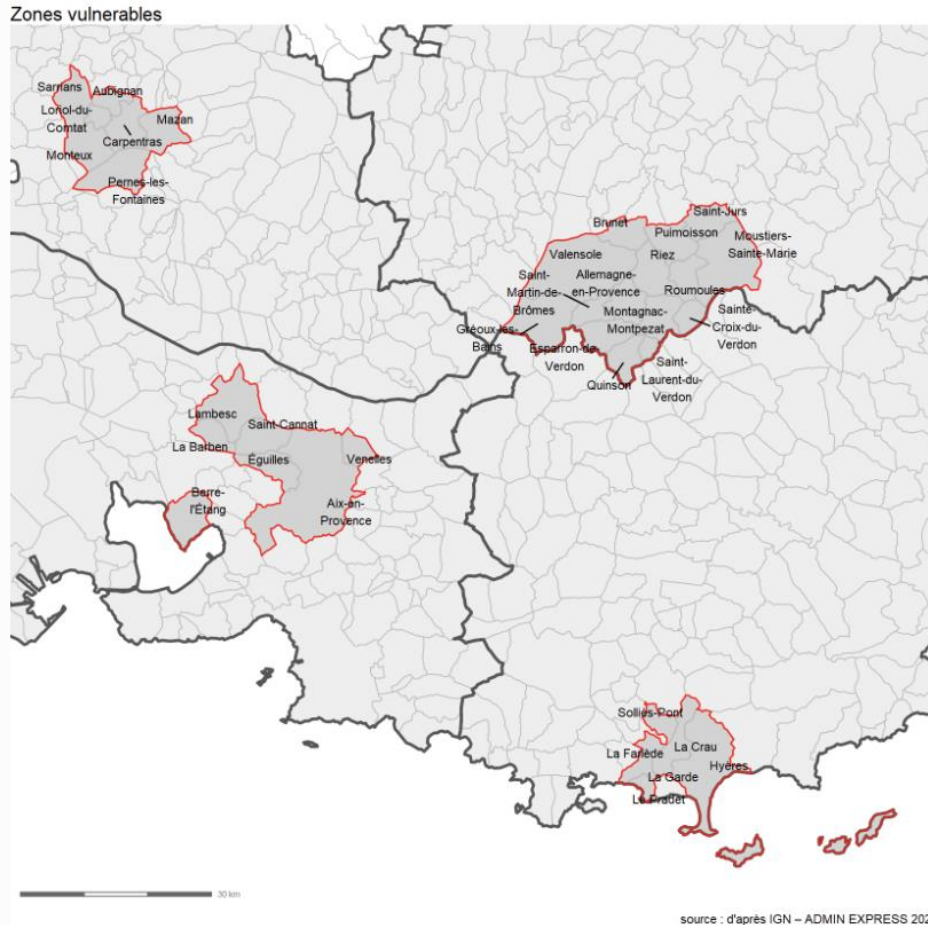 Zones vulnerables
Sarrians
Aubignan
Loriol-du-
Comtat
Mazan
Carpentras
Monteux
Pernes-les-
Fontaines
Saint-Jurs
Brunet
Puimoisson
Moustiers-
Sainte-Marie
Valensole
Riez
Saint-
Martin-de-
Brômes
Allemagne-
en-Provence
Roumoules
Montagnac-
Montpezat
Sainte-
Croix-du-
Verdon
Gréoux-les-
Bains
Esparron-de-
Verdon
Quinson
Saint-
Laurent-du-
Verdon
Lambesc
Saint-Cannat
La Barben
Éguilles
Venelles
Berre-
l'Étang
Aix-en-
Provence
Solliès-Pont
La Farlède
La Crau
Hyères
La Garde
Le Pradet
30 km
source : d'après IGN – ADMIN EXPRESS 202